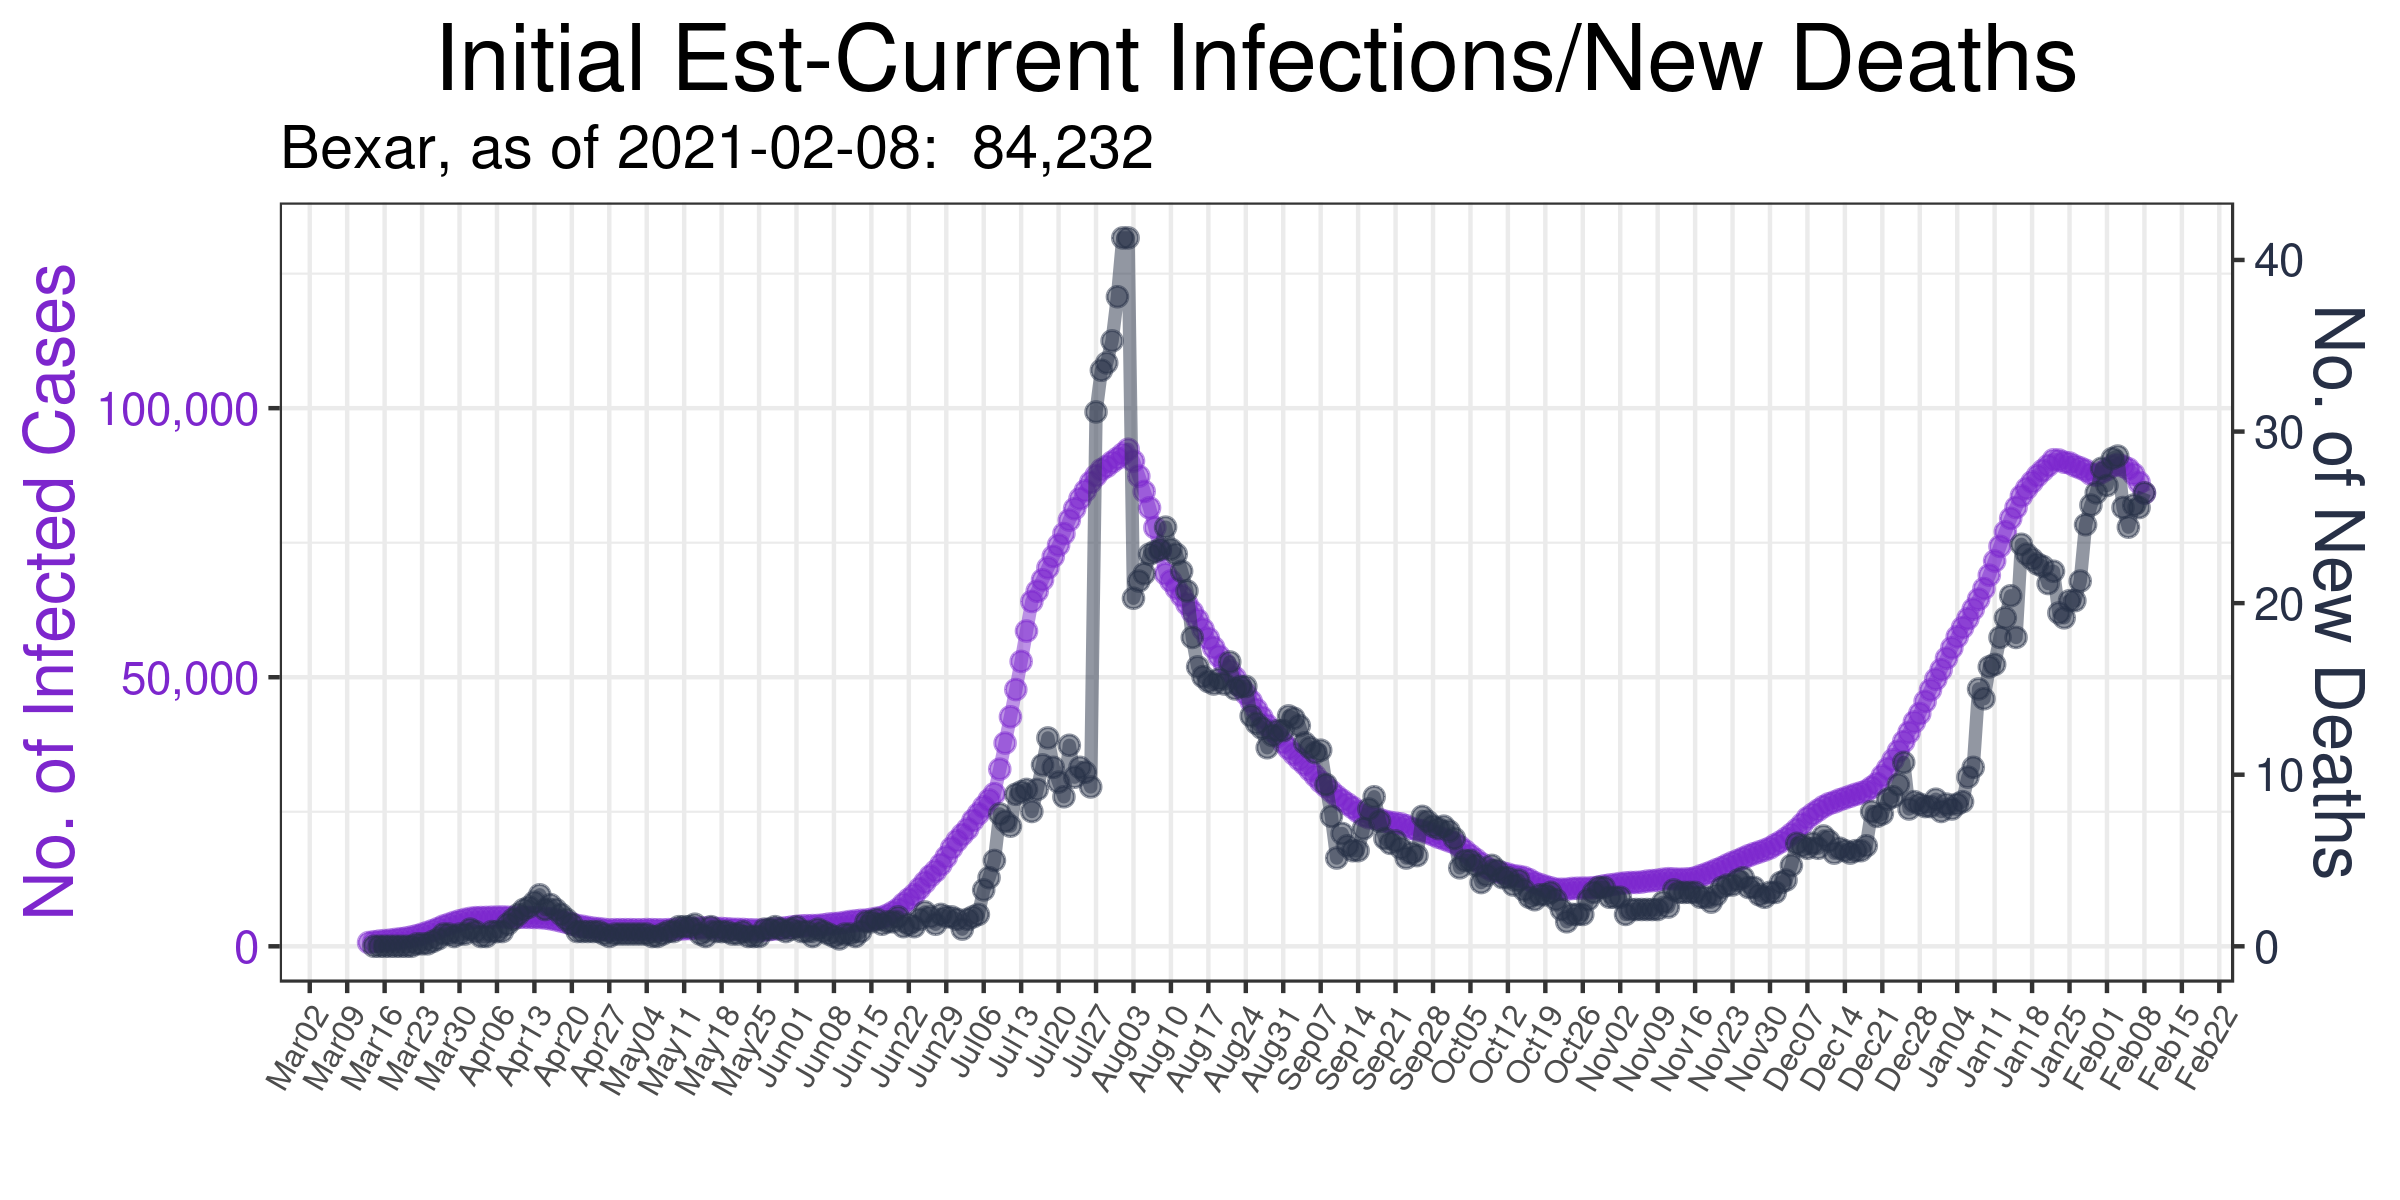 Initial Est-Current Infections/New Deaths
Bexar, as of 2021-02-08: 84,232
No. of Infected Cases
100,000
50,000
0
40
30
20
10
0
No. of New Deaths
Mar02
Mar09
Mar16
Mar23
Mar30
Apr06
Apr13
Apr20
Apr27
May04
May11
May18
May25
Jun01
Jun08
Jun15
Jun22
Jun29
Jul06
Jul13
Jul20
Jul27
Aug03
Aug10
Aug17
Aug24
Aug31
Sep07
Sep14
Sep21
Sep28
Oct05
Oct12
Oct19
Oct26
Nov02
Nov09
Nov16
Nov23
Nov30
Dec07
Dec14
Dec21
Dec28
Jan04
Jan11
Jan18
Jan25
Feb01
Feb08
Feb15
Feb22